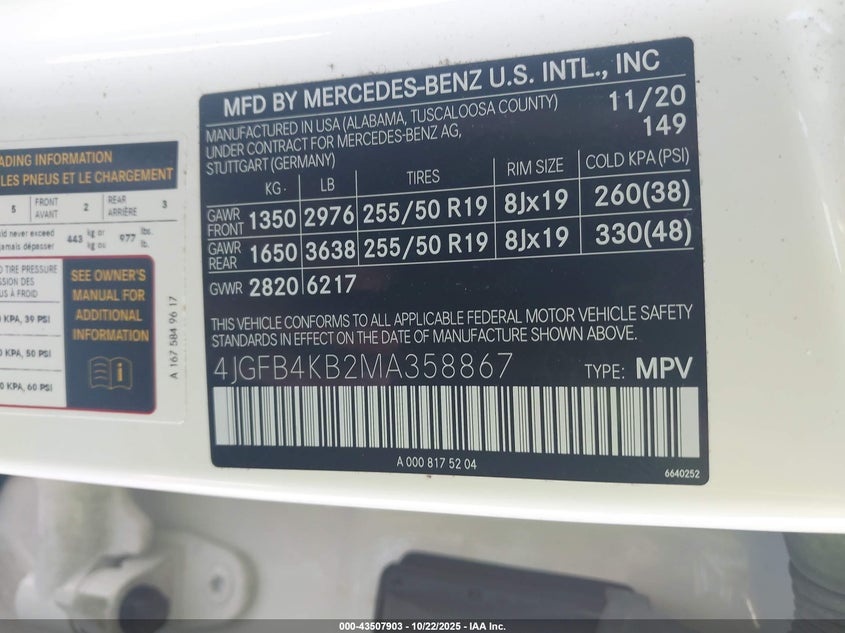 MFD BY MERCEDES-BENZ U.S. INTL., INC
MANUFACTURED IN USA (ALABAMA, TUSCALOOSA COUNTY) 11/20
UNDER CONTRACT FOR MERCEDES-BENZ AG, 149
STUTTGART (GERMANY)
KG. LB TIRES RIM SIZE COLD KPA (PSI)
GAWR FRONT 1350 2976 255/50 R19 8Jx19 260(38)
GAWR REAR 1650 3638 255/50 R19 8Jx19 330(48)
GVWR 2820 6217
THIS VEHICLE CONFORMS TO ALL APPLICABLE FEDERAL MOTOR VEHICLE SAFETY
STANDARDS IN EFFECT ON THE DATE OF MANUFACTURE SHOWN ABOVE.
4JGFB4KB2MA358867 TYPE: MPV
A 000 817 52 04
6640252
ADING INFORMATION
LES PNEUS ET LE CHARGEMENT
5 FRONT AVANT 2 REAR ARRIÈRE 3
ld never exceed 443 kg or 977 lbs.
jamais dépasser kg ou lb.
TIRE PRESSURE
SSION DES
À FROID
KPA, 39 PSI
KPA, 50 PSI
0 KPA, 60 PSI
SEE OWNER'S
MANUAL FOR
ADDITIONAL
INFORMATION
A 167 584 96 17
000-43507903 - 10/22/2025 - IAA Inc.